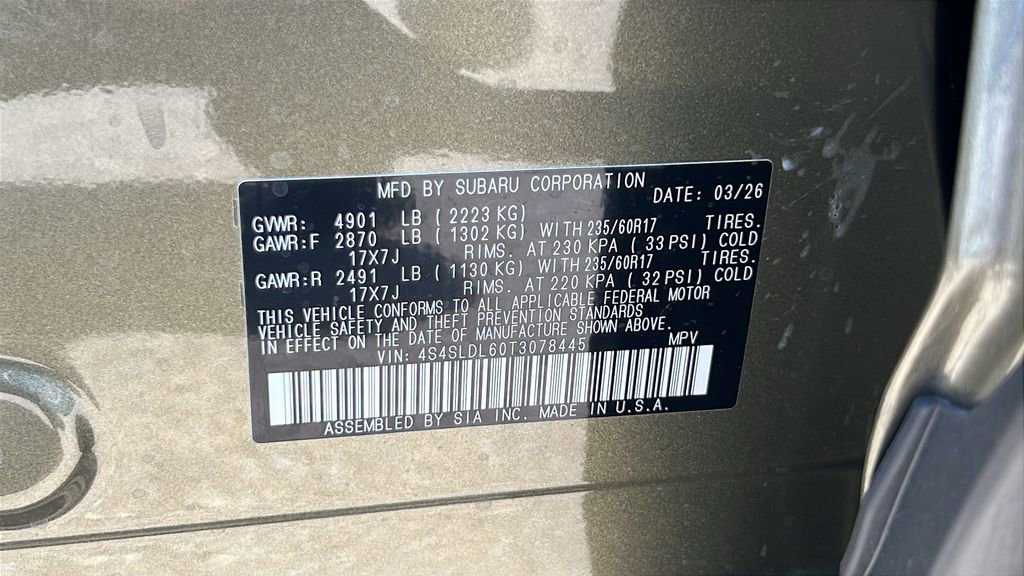 MFD BY SUBARU CORPORATION DATE: 03/26
GVWR: 4901 LB ( 2223 KG)
GAWR:F 2870 LB ( 1302 KG) WITH 235/60R17 TIRES.
17X7J RIMS. AT 230 KPA ( 33 PSI) COLD
GAWR:R 2491 LB ( 1130 KG) WITH 235/60R17 TIRES.
17X7J RIMS. AT 220 KPA ( 32 PSI) COLD
THIS VEHICLE CONFORMS TO ALL APPLICABLE FEDERAL MOTOR
VEHICLE SAFETY AND THEFT PREVENTION STANDARDS
IN EFFECT ON THE DATE OF MANUFACTURE SHOWN ABOVE.
VIN: 4S4SLDL60T3078445 MPV
ASSEMBLED BY SIA INC. MADE IN U.S.A.